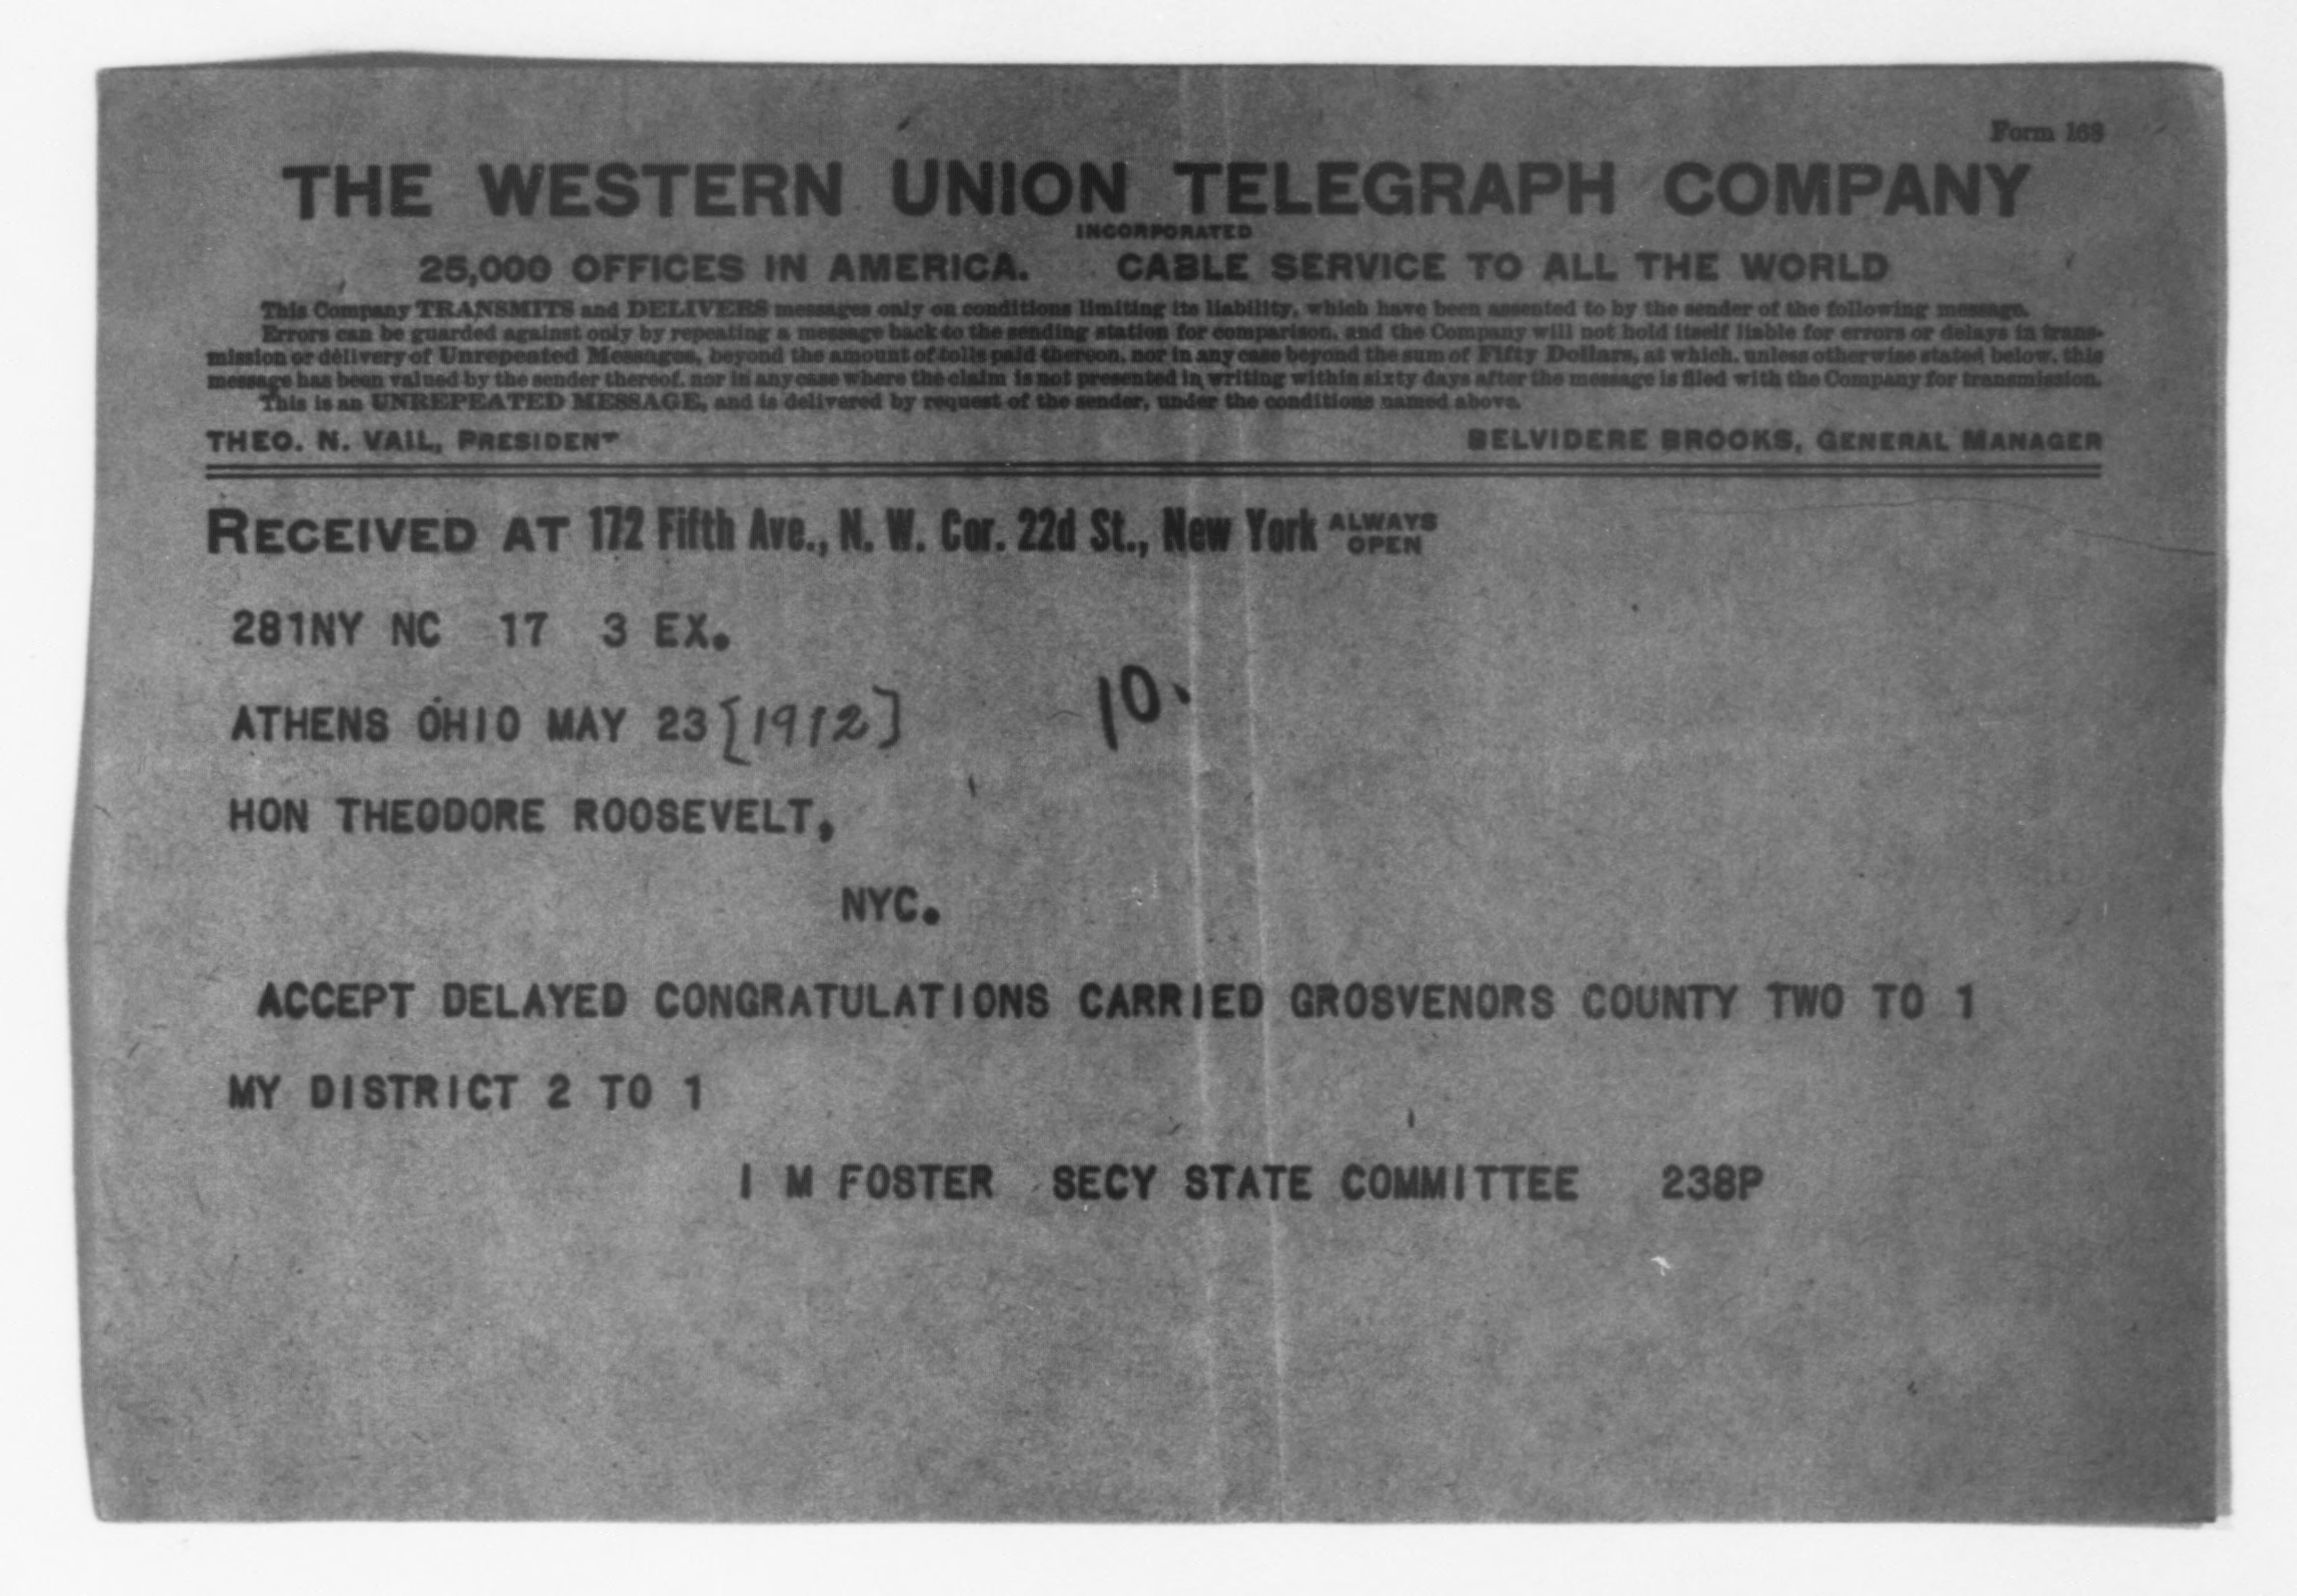 Form 168
THE WESTERN UNION TELEGRAPH COMPANY
INCORPORATED
25,000 OFFICES IN AMERICA. CABLE SERVICE TO ALL THE WORLD
This Company TRANSMITS and DELIVERS messages only on conditions limiting its liability, which have been assented to by the sender of the following message.
Errors can be guarded against only by repeating a message back to the sending station for comparison, and the Company will not hold itself liable for errors or delays in trans-
mission or delivery of Unrepeated Messages, beyond the amount of tolls paid thereon, nor in any case beyond the sum of Fifty Dollars, at which, unless otherwise stated below, this
message has been valued by the sender thereof, nor in any case where the claim is not presented in writing within sixty days after the message is filed with the Company for transmission.
This is an UNREPEATED MESSAGE, and is delivered by request of the sender, under the conditions named above.
THEO. N. VAIL, PRESIDENT BELVIDERE BROOKS, GENERAL MANAGER
RECEIVED AT 172 Fifth Ave., N. W. Cor. 22d St., New York ALWAYS OPEN
281NY NC 17 3 EX.
ATHENS OHIO MAY 23 [1912] 10.
HON THEODORE ROOSEVELT,
NYC.
ACCEPT DELAYED CONGRATULATIONS CARRIED GROSVENORS COUNTY TWO TO 1
MY DISTRICT 2 TO 1
I M FOSTER SECY STATE COMMITTEE 238P